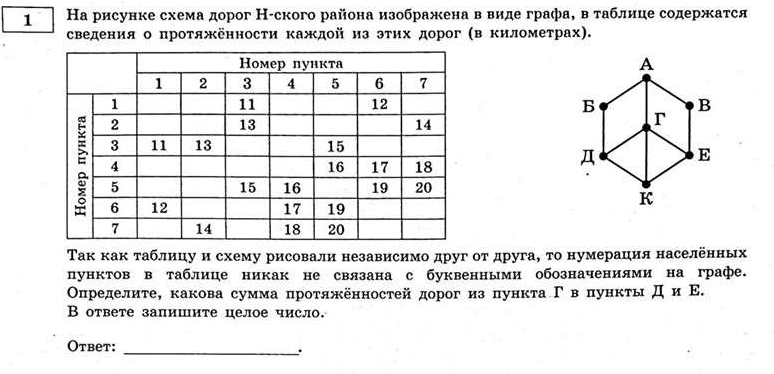 1
На рисунке схема дорог Н-ского района изображена в виде графа, в таблице содержатся
сведения о протяжённости каждой из этих дорог (в километрах).
Номер пункта
1 2 3 4 5 6 7
Номер пункта
1 11 12
2 13 14
3 11 13 15
4 16 17 18
5 15 16 19 20
6 12 17 19
7 14 18 20
А
Б
В
Г
Д
Е
К
Так как таблицу и схему рисовали независимо друг от друга, то нумерация населённых
пунктов в таблице никак не связана с буквенными обозначениями на графе.
Определите, какова сумма протяжённостей дорог из пункта Г в пункты Д и Е.
В ответе запишите целое число.
Ответ: ____________________.